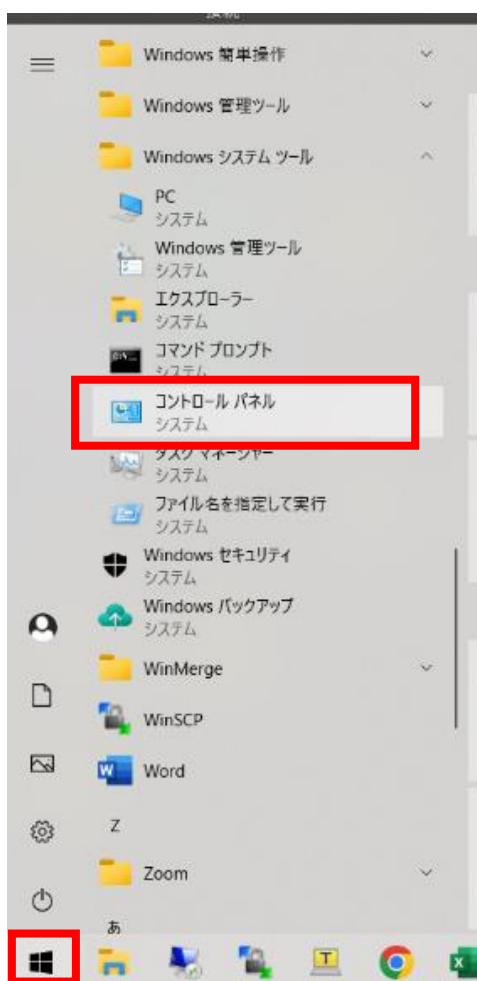 Windows 簡単操作
Windows 管理ツール
Windows システム ツール
PC
システム
Windows 管理ツール
システム
エクスプローラー
システム
コマンド プロンプト
システム
コントロール パネル
システム
タスク マネージャー
システム
ファイル名を指定して実行
システム
Windows セキュリティ
システム
Windows バックアップ
システム
WinMerge
WinSCP
Word
Z
Zoom
あ